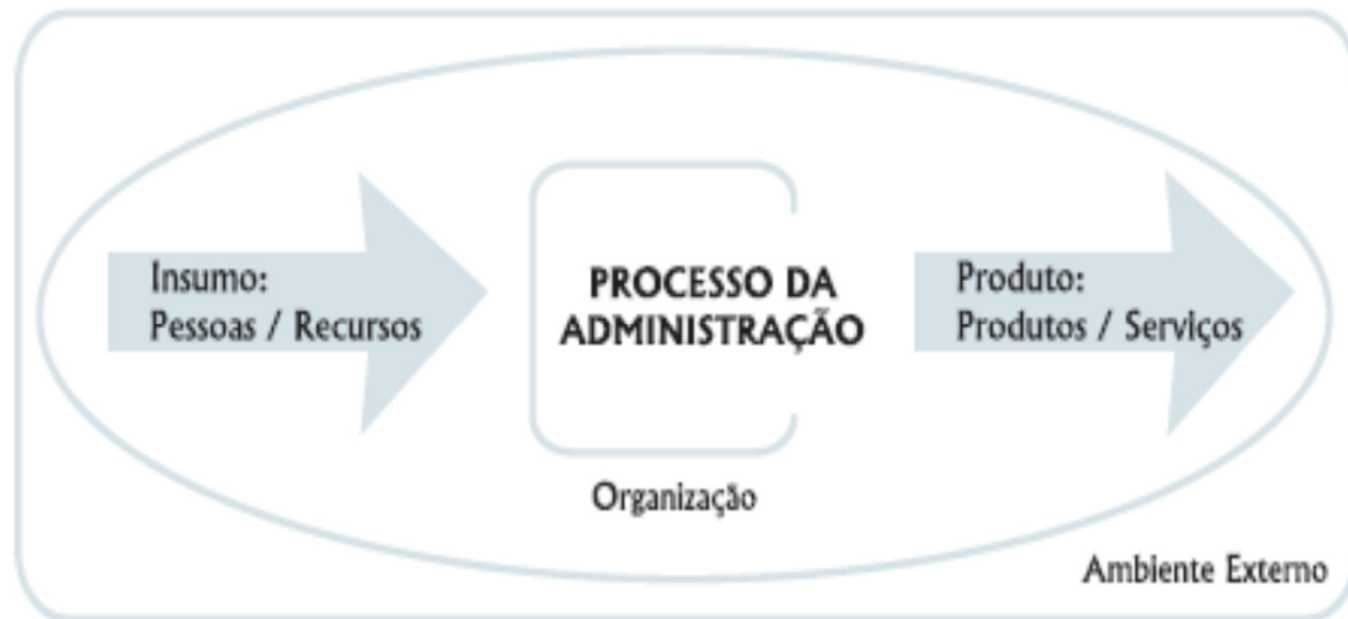 Insumo:
Pessoas / Recursos
PROCESSO DA
ADMINISTRAÇÃO
Produto:
Produtos / Serviços
Organização
Ambiente Externo